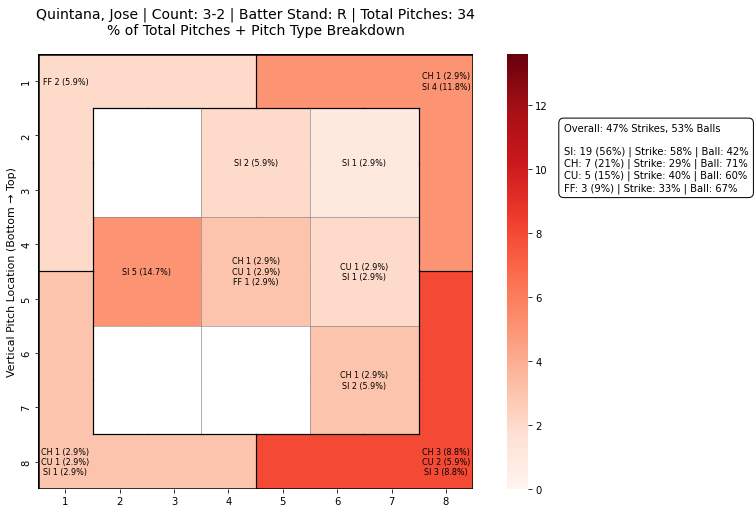 Quintana, Jose | Count: 3-2 | Batter Stand: R | Total Pitches: 34
% of Total Pitches + Pitch Type Breakdown
Vertical Pitch Location (Bottom → Top)
1
2
3
4
5
6
7
8
FF 2 (5.9%)
CH 1 (2.9%)
SI 4 (11.8%)
SI 2 (5.9%)
SI 1 (2.9%)
SI 5 (14.7%)
CH 1 (2.9%)
CU 1 (2.9%)
FF 1 (2.9%)
CU 1 (2.9%)
SI 1 (2.9%)
CH 1 (2.9%)
SI 2 (5.9%)
CH 1 (2.9%)
CU 1 (2.9%)
SI 1 (2.9%)
CH 3 (8.8%)
CU 2 (5.9%)
SI 3 (8.8%)
1 2 3 4 5 6 7 8
12
10
8
6
4
2
0
Overall: 47% Strikes, 53% Balls
SI: 19 (56%) | Strike: 58% | Ball: 42%
CH: 7 (21%) | Strike: 29% | Ball: 71%
CU: 5 (15%) | Strike: 40% | Ball: 60%
FF: 3 (9%) | Strike: 33% | Ball: 67%